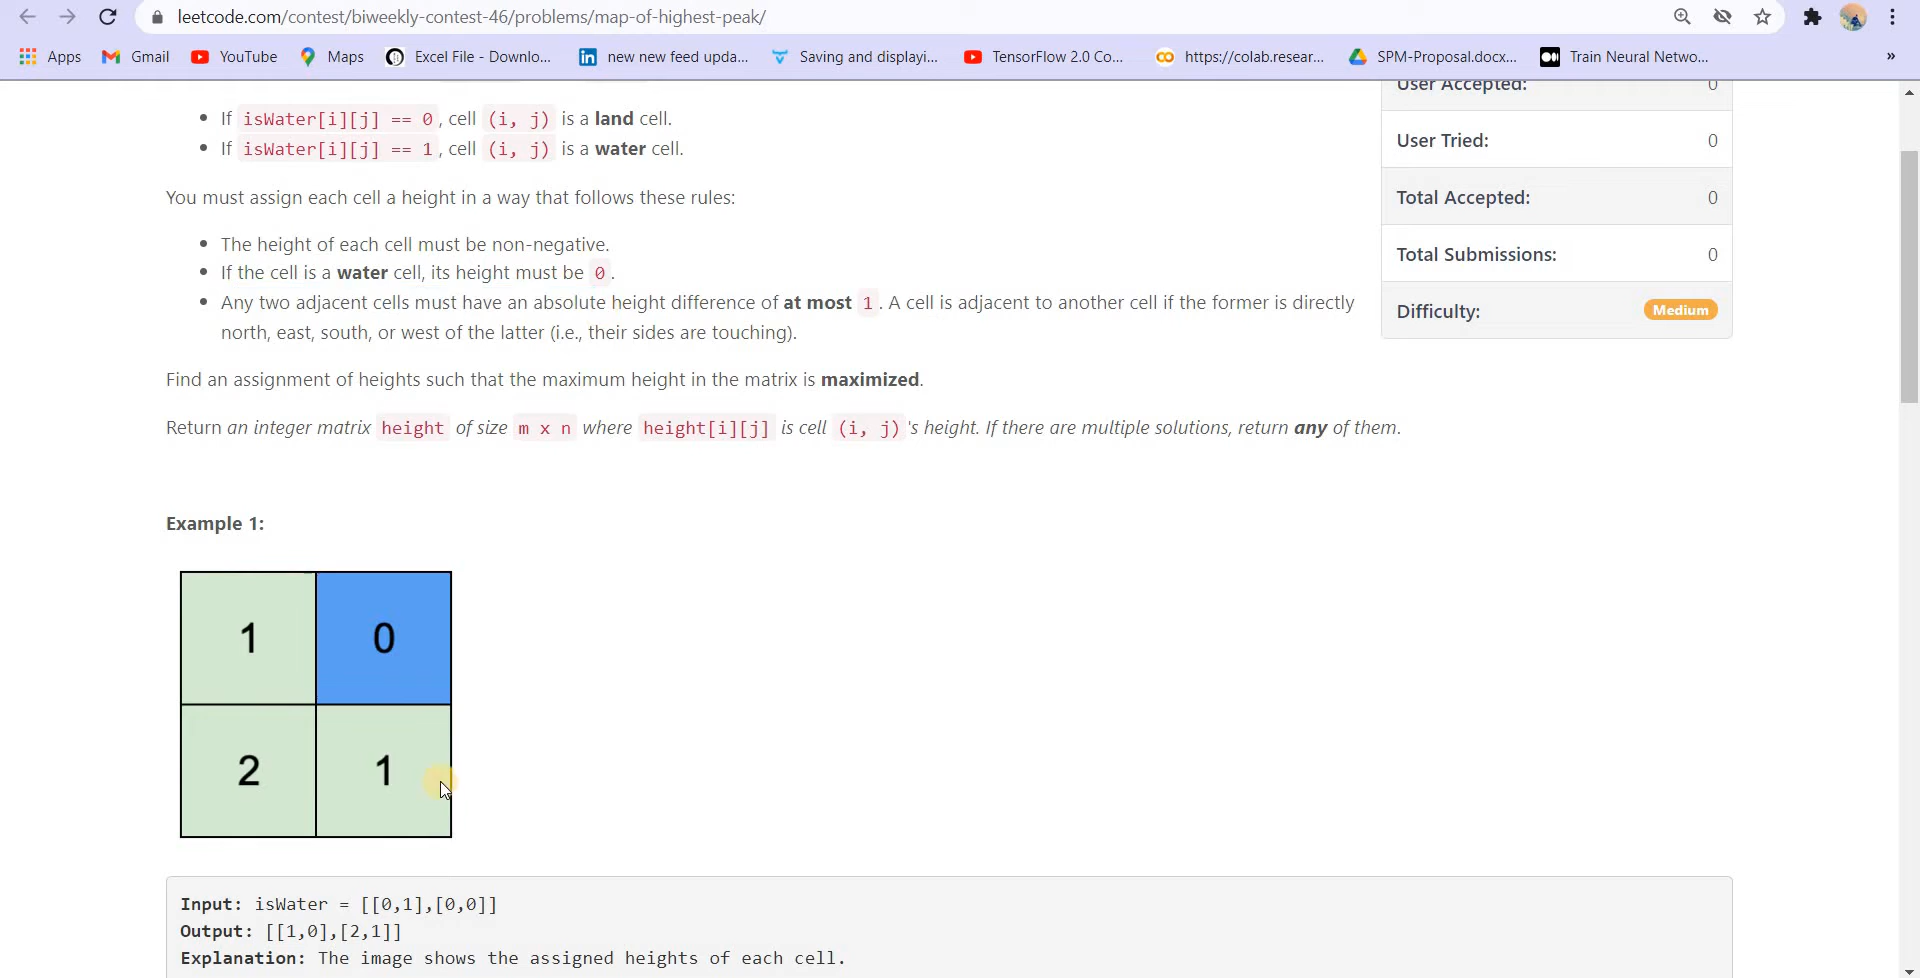 leetcode.com/contest/biweekly-contest-46/problems/map-of-highest-peak/
Apps Gmail YouTube Maps Excel File - Downlo... new new feed upda... Saving and displayi... TensorFlow 2.0 Co... https://colab.resear... SPM-Proposal.docx... Train Neural Netwo... »
User Accepted: 0
• If isWater[i][j] == 0, cell (i, j) is a land cell.
User Tried: 0
• If isWater[i][j] == 1, cell (i, j) is a water cell.
You must assign each cell a height in a way that follows these rules:
Total Accepted: 0
• The height of each cell must be non-negative.
Total Submissions: 0
• If the cell is a water cell, its height must be 0.
• Any two adjacent cells must have an absolute height difference of at most 1. A cell is adjacent to another cell if the former is directly
Difficulty: Medium
north, east, south, or west of the latter (i.e., their sides are touching).
Find an assignment of heights such that the maximum height in the matrix is maximized.
Return an integer matrix height of size m x n where height[i][j] is cell (i, j)'s height. If there are multiple solutions, return any of them.
Example 1:
1 0
2 1
Input: isWater = [[0,1],[0,0]]
Output: [[1,0],[2,1]]
Explanation: The image shows the assigned heights of each cell.